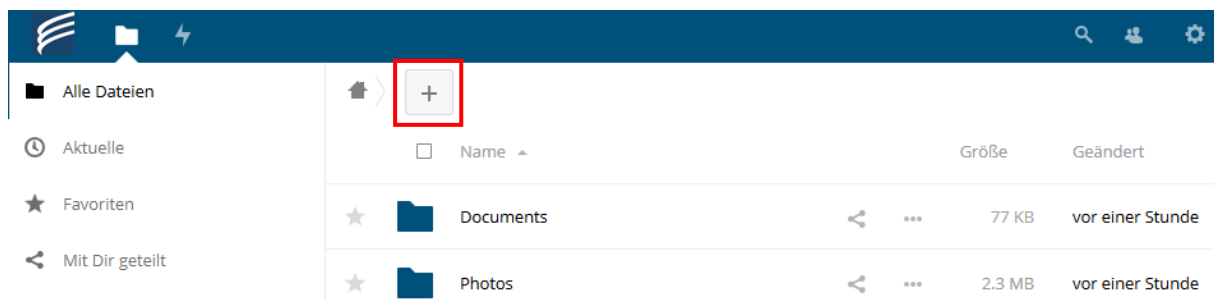 Alle Dateien
+
Aktuelle
Name Größe Geändert
Favoriten
Documents 77 KB vor einer Stunde
Mit Dir geteilt
Photos 2.3 MB vor einer Stunde